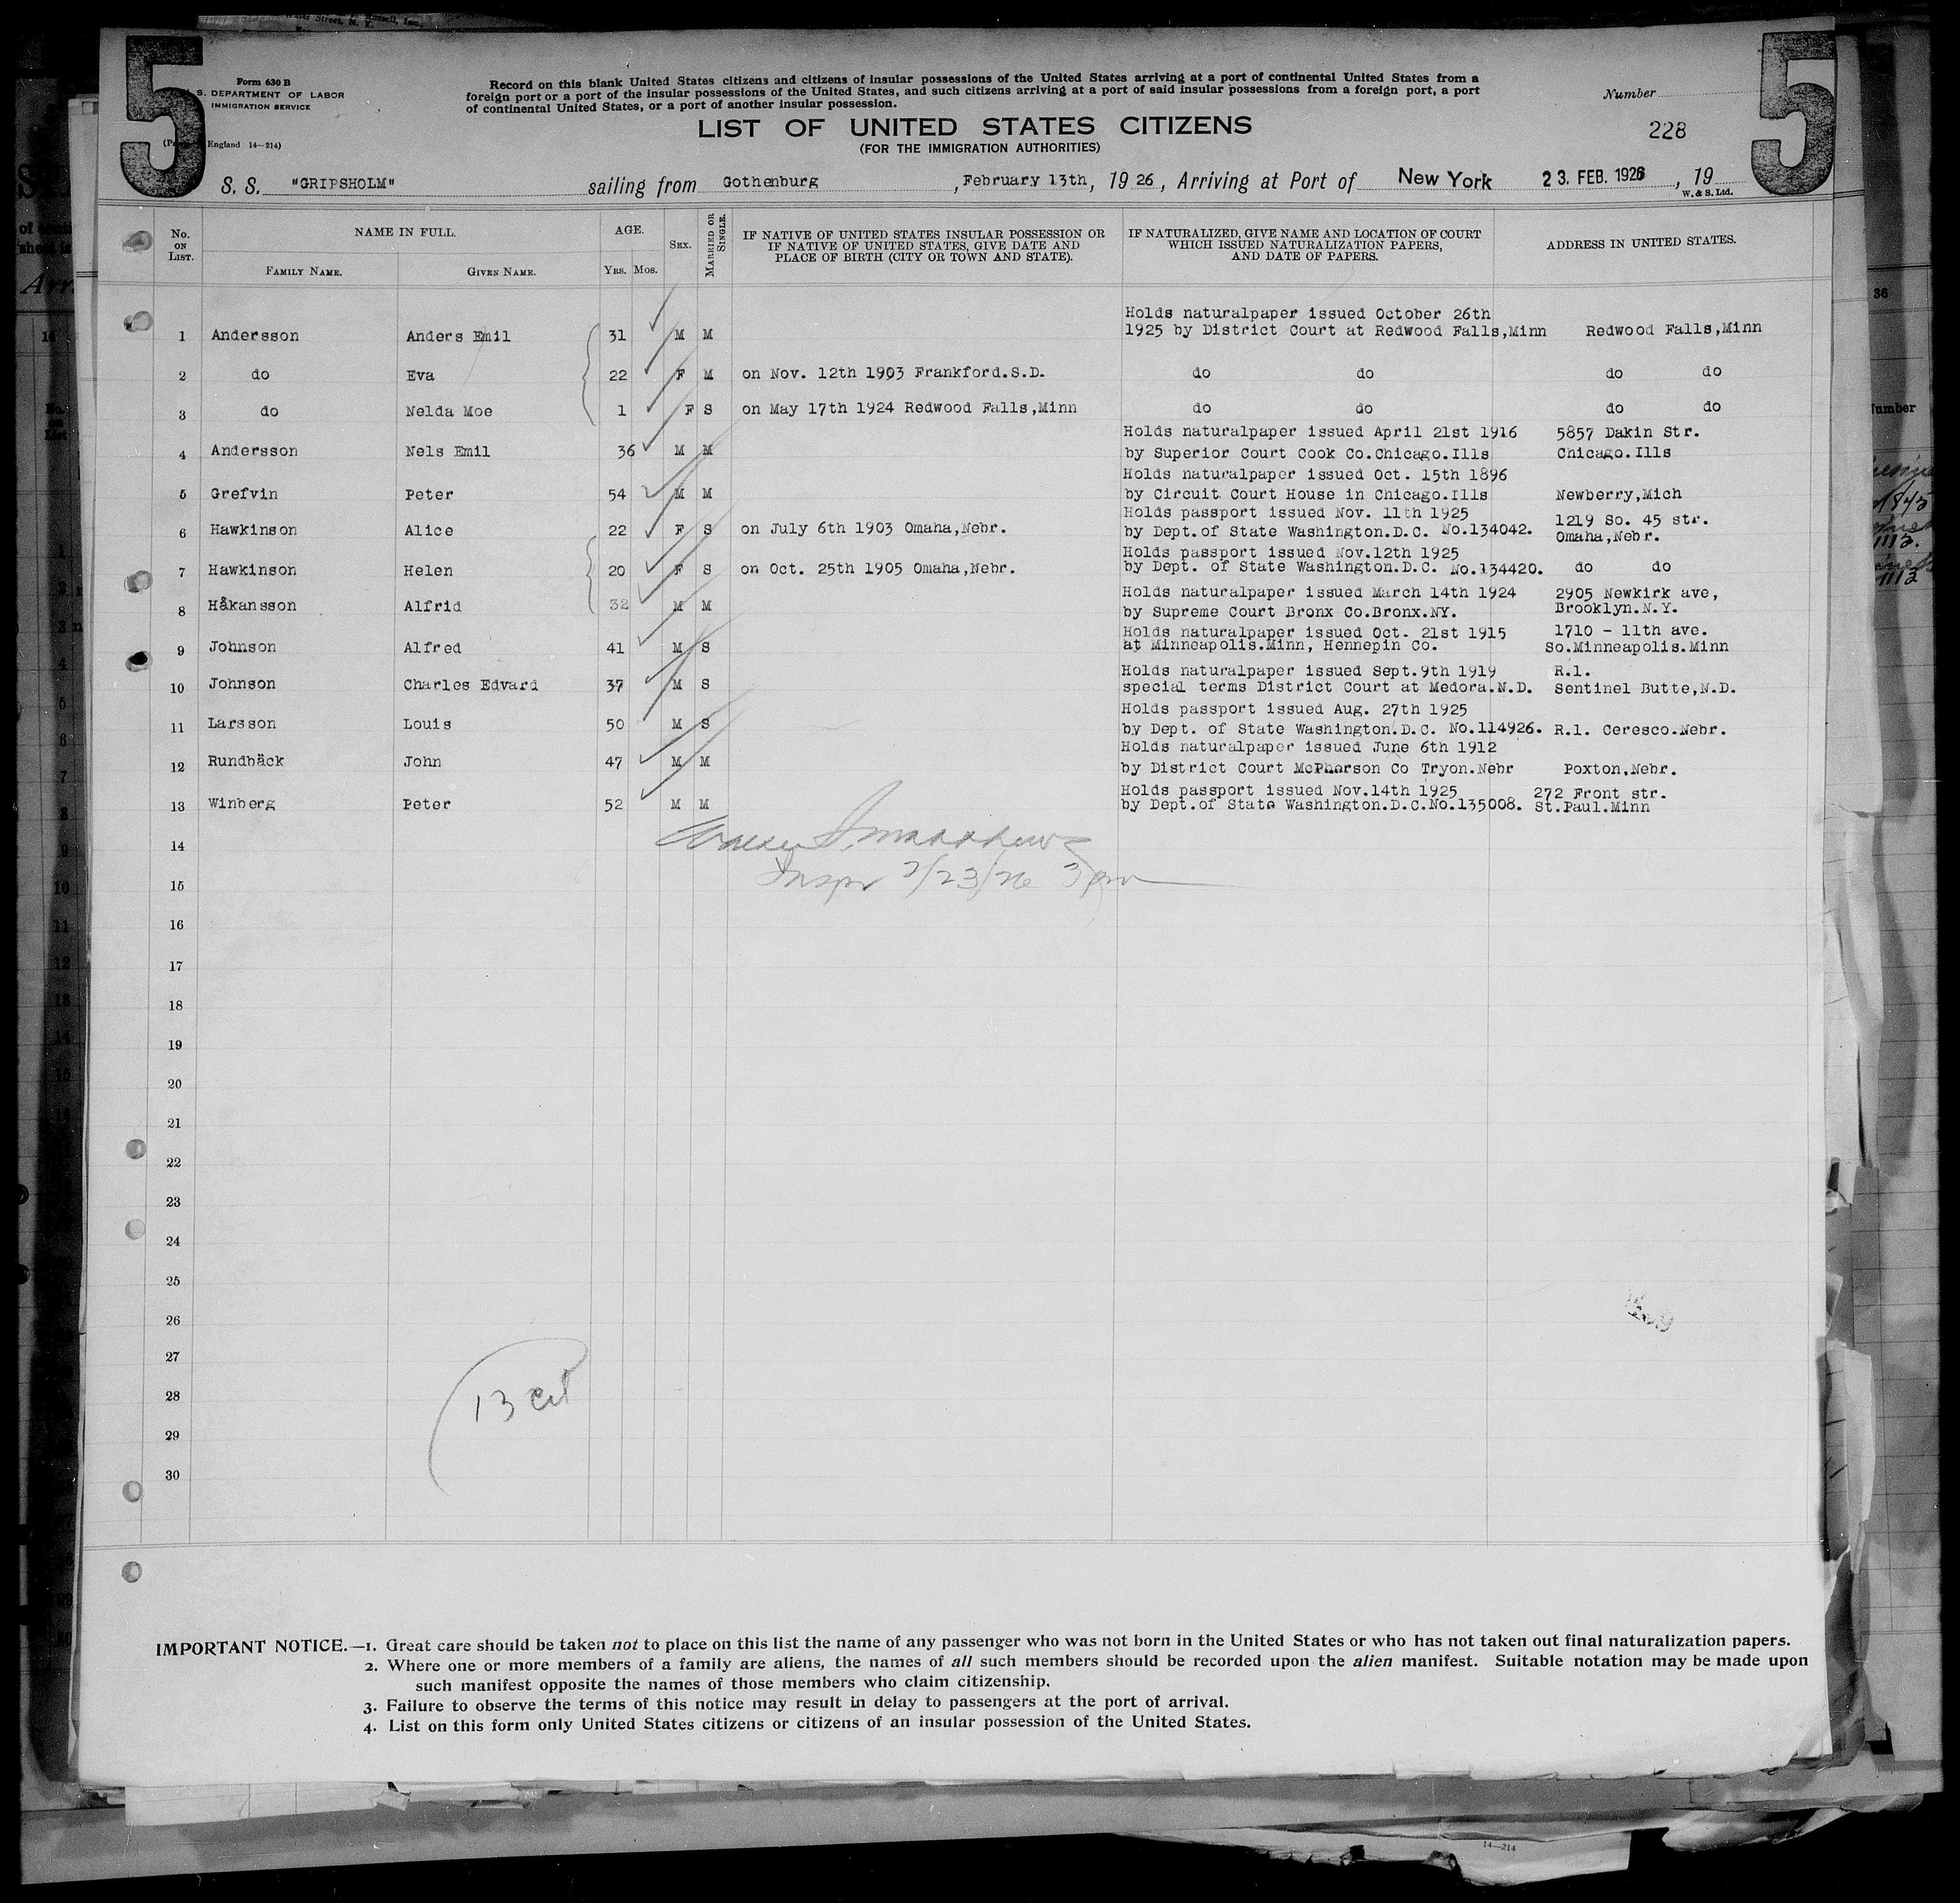 5
5
Form 630 B
S. DEPARTMENT OF LABOR
IMMIGRATION SERVICE
England 14—214)
Record on this blank United States citizens and citizens of insular possessions of the United States arriving at a port of continental United States from a
foreign port or a port of the insular possessions of the United States, and such citizens arriving at a port of said insular possessions from a foreign port, a port
of continental United States, or a port of another insular possession.
Number
228
LIST OF UNITED STATES CITIZENS
(FOR THE IMMIGRATION AUTHORITIES)
S. S. "GRIPSHOLM" sailing from Gothenburg , February 13th, 1926, Arriving at Port of New York 23. FEB. 1926 , 19
W. & S. Ltd.
No. ON LIST.
NAME IN FULL.
FAMILY NAME. GIVEN NAME.
AGE.
YRS. MOS.
SEX.
MARRIED OR SINGLE.
IF NATIVE OF UNITED STATES INSULAR POSSESSION OR
IF NATIVE OF UNITED STATES, GIVE DATE AND
PLACE OF BIRTH (CITY OR TOWN AND STATE).
IF NATURALIZED, GIVE NAME AND LOCATION OF COURT
WHICH ISSUED NATURALIZATION PAPERS,
AND DATE OF PAPERS.
ADDRESS IN UNITED STATES.
Holds naturalpaper issued October 26th
1 Andersson Anders Emil 31 M M 1925 by District Court at Redwood Falls,Minn Redwood Falls,Minn
2 do Eva 22 F M on Nov. 12th 1903 Frankford.S.D. do do do do
3 do Nelda Moe 1 F S on May 17th 1924 Redwood Falls,Minn do do do do
Holds naturalpaper issued April 21st 1916 5857 Dakin Str.
4 Andersson Nels Emil 36 M M by Superior Court Cook Co.Chicago.Ills Chicago.Ills
Holds naturalpaper issued Oct. 15th 1896
5 Grefvin Peter 54 M M by Circuit Court House in Chicago.Ills Newberry,Mich
Holds passport issued Nov. 11th 1925 1219 So. 45 str.
6 Hawkinson Alice 22 F S on July 6th 1903 Omaha,Nebr. by Dept.of State Washington.D.C. No.134042. Omaha,Nebr.
Holds passport issued Nov.12th 1925
7 Hawkinson Helen 20 F S on Oct. 25th 1905 Omaha,Nebr. by Dept. of State Washington.D.C. No.134420. do do
Holds naturalpaper issued March 14th 1924 2905 Newkirk ave,
8 Håkansson Alfrid 32 M M by Supreme Court Bronx Co.Bronx.NY. Brooklyn.N.Y.
Holds naturalpaper issued Oct. 21st 1915 1710 - 11th ave.
9 Johnson Alfred 41 M S at Minneapolis.Minn, Hennepin Co. So.Minneapolis.Minn
Holds naturalpaper issued Sept.9th 1919 R.1.
10 Johnson Charles Edvard 37 M S special terms District Court at Medora.N.D. Sentinel Butte,N.D.
Holds passport issued Aug. 27th 1925
11 Larsson Louis 50 M S by Dept. of State Washington.D.C. No.114926. R.1. Ceresco.Nebr.
Holds naturalpaper issued June 6th 1912
12 Rundbäck John 47 M M by District Court McPherson Co Tryon.Nebr Poxton.Nebr.
Holds passport issued Nov.14th 1925 272 Front str.
13 Winberg Peter 52 M M by Dept.of State Washington.D.C.No.135008. St.Paul.Minn
14
Inspr 2/23/26 3 pm
15
16
17
18
19
20
21
22
23
24
25
26
27
28
13 cit
29
30
IMPORTANT NOTICE.—1. Great care should be taken not to place on this list the name of any passenger who was not born in the United States or who has not taken out final naturalization papers.
2. Where one or more members of a family are aliens, the names of all such members should be recorded upon the alien manifest. Suitable notation may be made upon
such manifest opposite the names of those members who claim citizenship.
3. Failure to observe the terms of this notice may result in delay to passengers at the port of arrival.
4. List on this form only United States citizens or citizens of an insular possession of the United States.
14—214